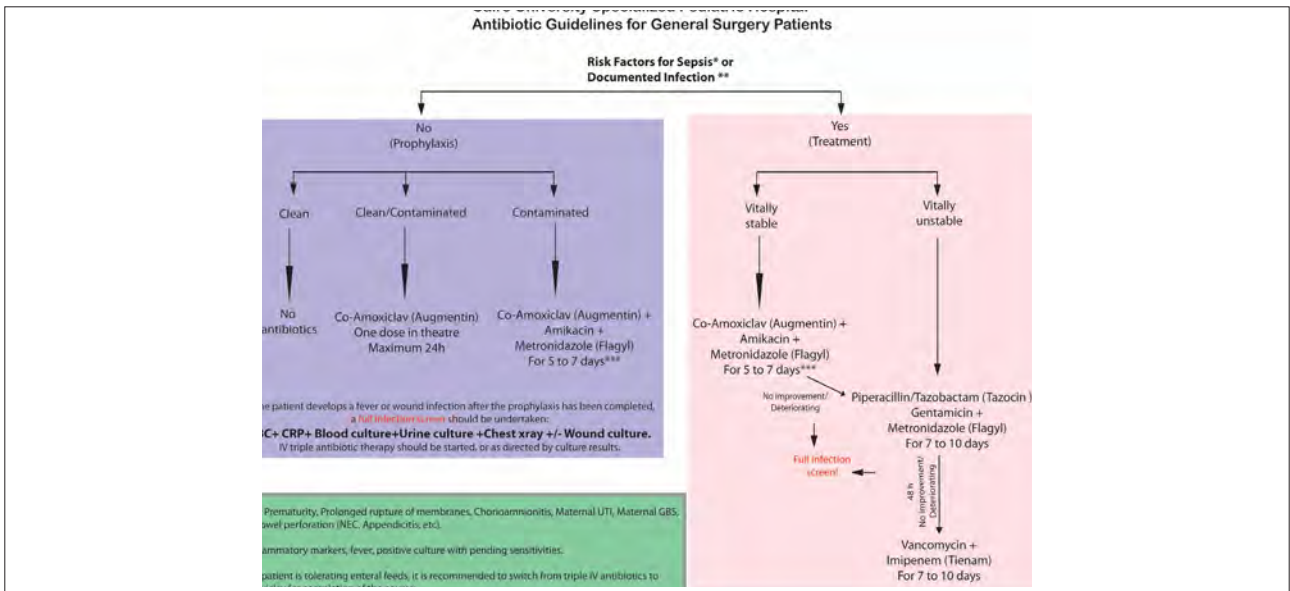 Antibiotic Guidelines for General Surgery Patients
Risk Factors for Sepsis* or
Documented Infection **
No
(Prophylaxis)
Yes
(Treatment)
Clean
Clean/Contaminated
Contaminated
No
antibiotics
Co-Amoxiclav (Augmentin)
One dose in theatre
Maximum 24h
Co-Amoxiclav (Augmentin) +
Amikacin +
Metronidazole (Flagyl)
For 5 to 7 days***
patient develops a fever or wound infection after the prophylaxis has been completed,
a full infection screen should be undertaken:
+ CRP+ Blood culture+Urine culture +Chest xray +/- Wound culture.
IV triple antibiotic therapy should be started, or as directed by culture results.
Prematurity, Prolonged rupture of membranes, Chorioamnionitis, Maternal UTI, Maternal GBS,
perforation (NEC, Appendicitis, etc).
markers, fever, positive culture with pending sensitivities.
patient is tolerating enteral feeds, it is recommended to switch from triple IV antibiotics to
Vitally
stable
Vitally
unstable
Co-Amoxiclav (Augmentin) +
Amikacin +
Metronidazole (Flagyl)
For 5 to 7 days***
No improvement/
Deteriorating
Full infection
screen!
Piperacillin/Tazobactam (Tazocin)
Gentamicin +
Metronidazole (Flagyl)
For 7 to 10 days
48 h
No improvement/
Deteriorating
Vancomycin +
Imipenem (Tienam)
For 7 to 10 days